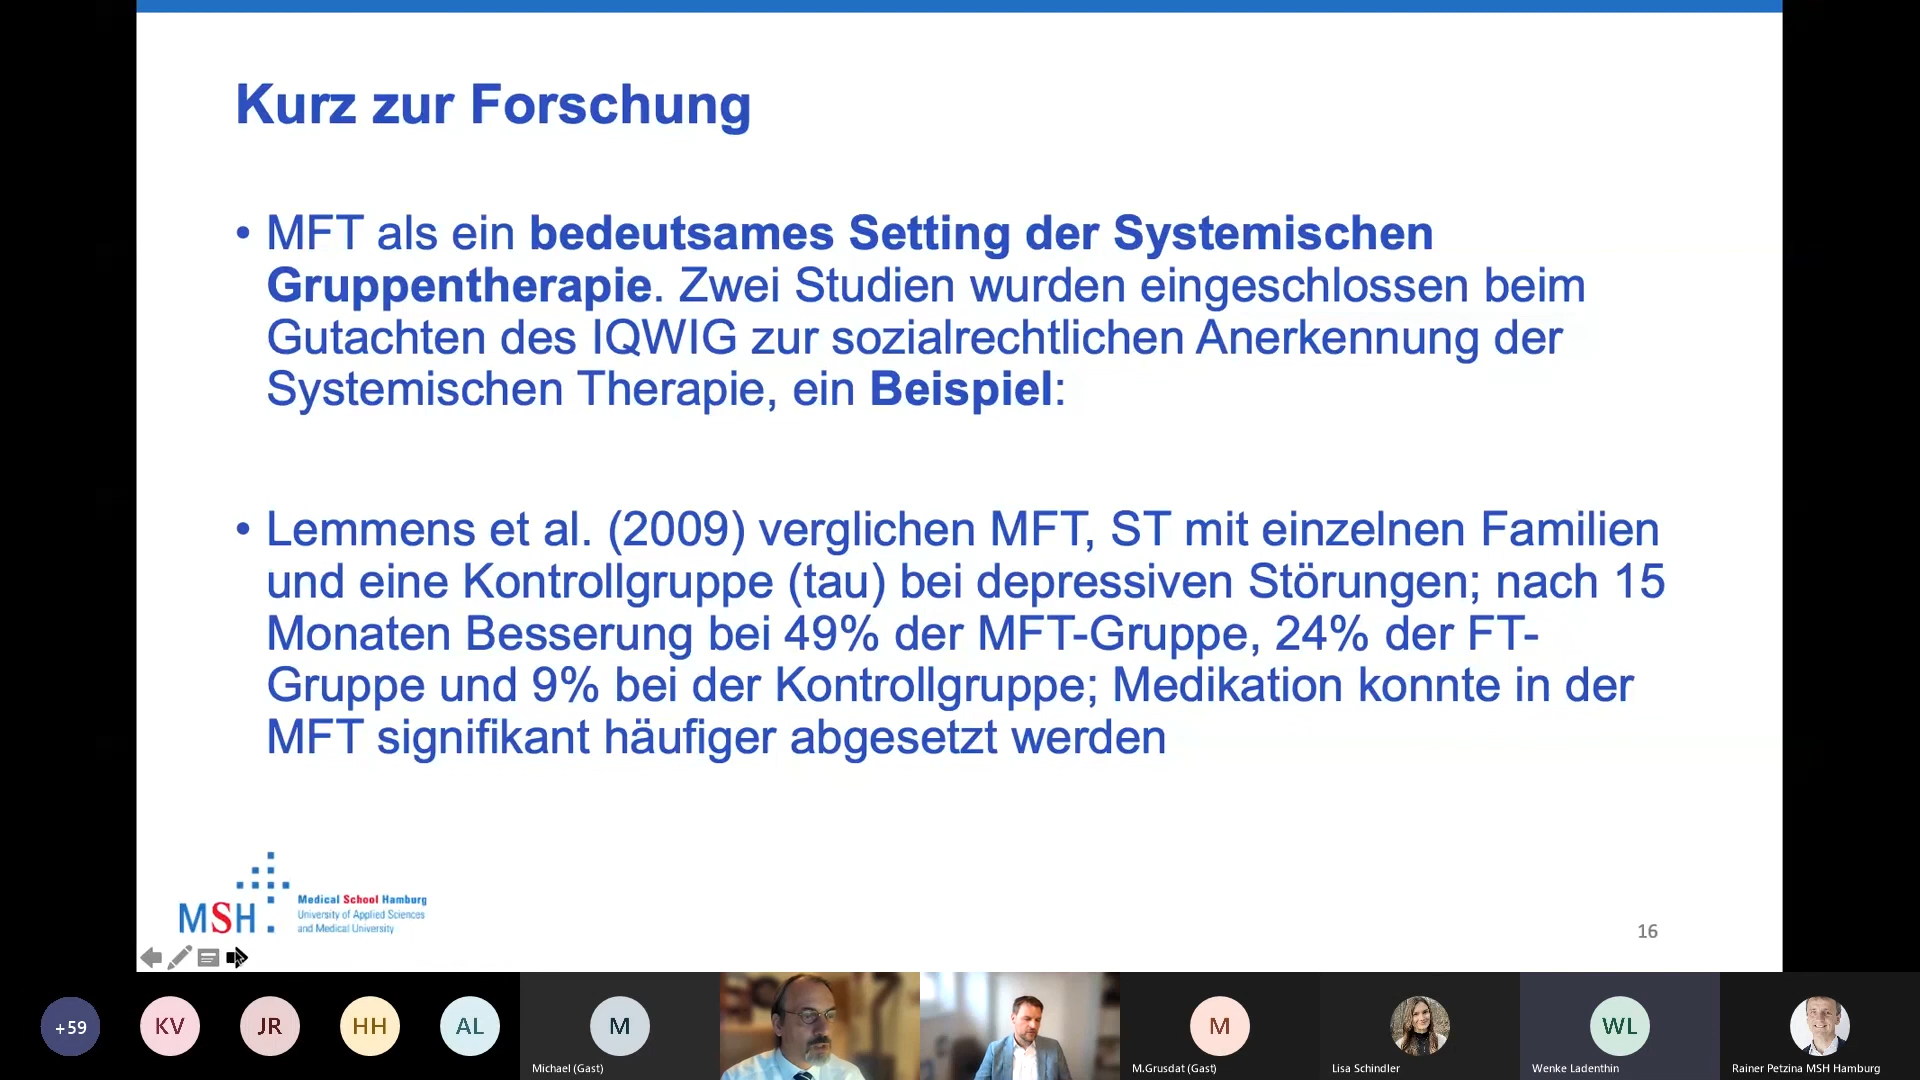 Kurz zur Forschung
• MFT als ein bedeutsames Setting der Systemischen
Gruppentherapie. Zwei Studien wurden eingeschlossen beim
Gutachten des IQWIG zur sozialrechtlichen Anerkennung der
Systemischen Therapie, ein Beispiel:
• Lemmens et al. (2009) verglichen MFT, ST mit einzelnen Familien
und eine Kontrollgruppe (tau) bei depressiven Störungen; nach 15
Monaten Besserung bei 49% der MFT-Gruppe, 24% der FT-
Gruppe und 9% bei der Kontrollgruppe; Medikation konnte in der
MFT signifikant häufiger abgesetzt werden
MSH
Medical School Hamburg
University of Applied Sciences
and Medical University
16
+59
KV
JR
HH
AL
M
Michael (Gast)
M
M.Grusdat (Gast)
Lisa Schindler
WL
Wenke Ladenthin
Rainer Petzina MSH Hamburg